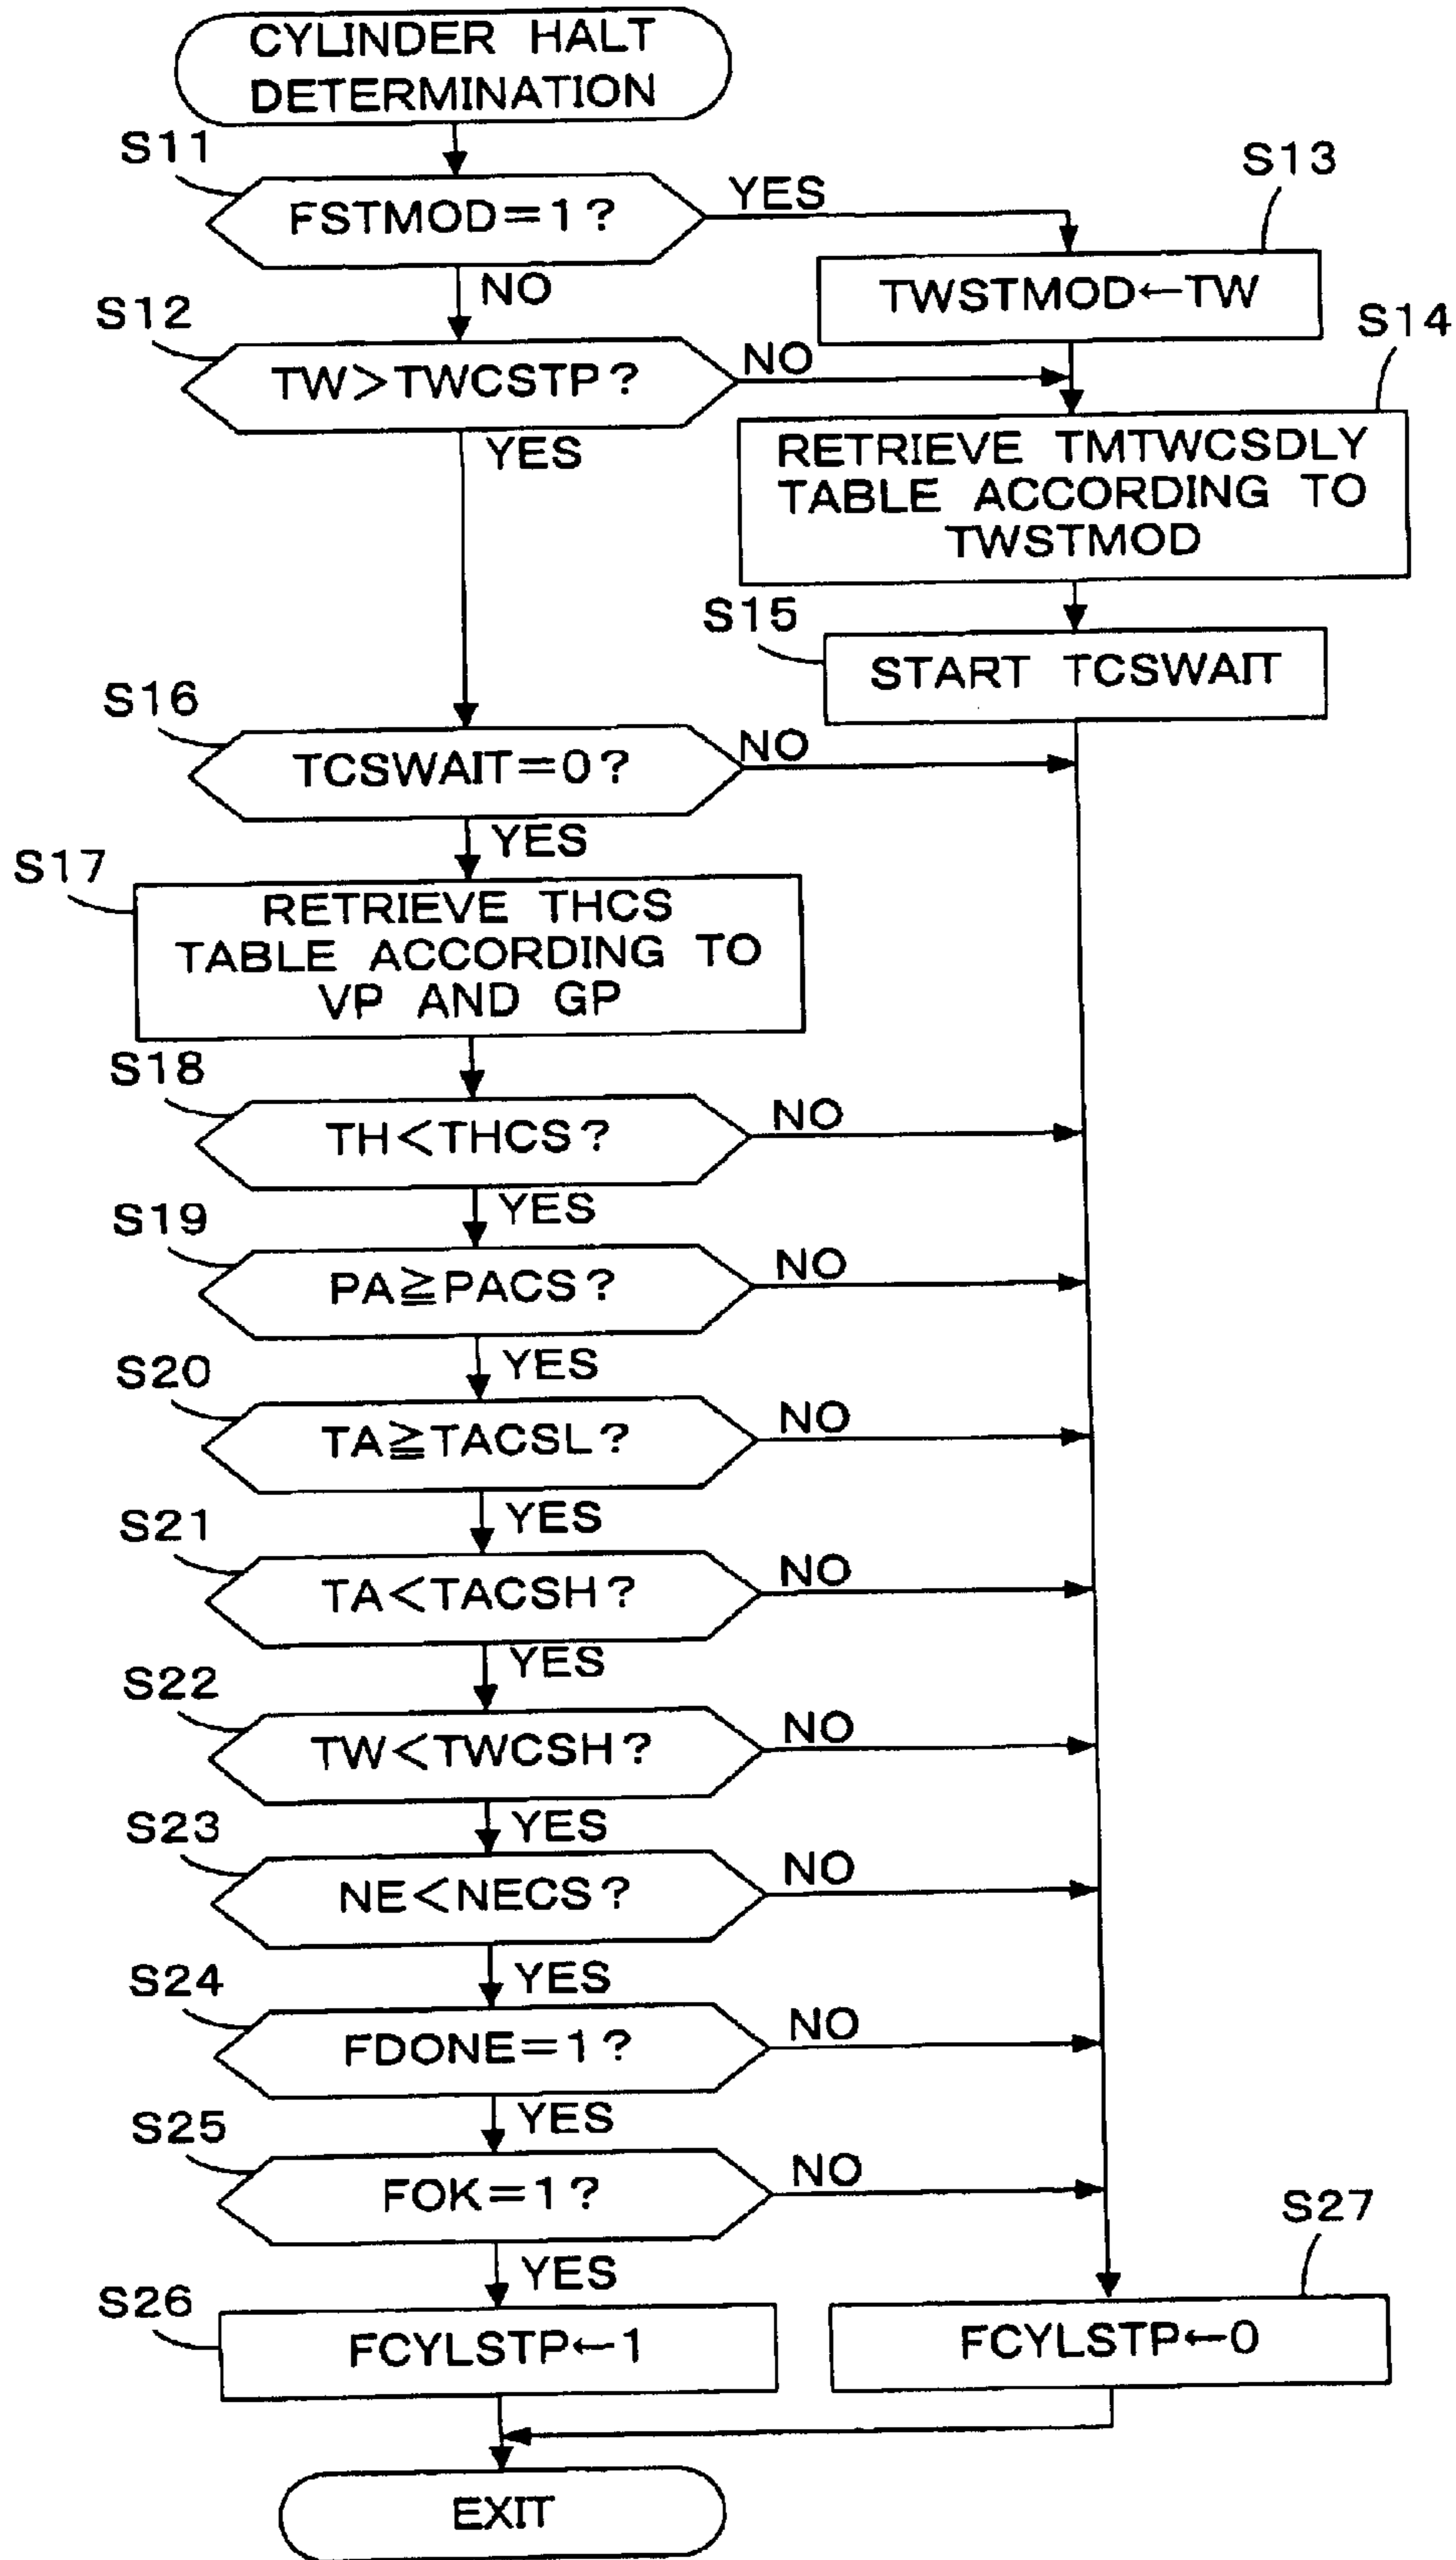 CYLINDER HALT
DETERMINATION
S11
FSTMOD=1?
YES
NO
S13
TWSTMOD←TW
S12
TW>TWCSTP?
NO
YES
S14
RETRIEVE TMTWCSDLY
TABLE ACCORDING TO
TWSTMOD
S15
START TCSWAIT
S16
TCSWAIT=0?
NO
YES
S17
RETRIEVE THCS
TABLE ACCORDING TO
VP AND GP
S18
TH<THCS?
NO
YES
S19
PA≧PACS?
NO
YES
S20
TA≧TACSL?
NO
YES
S21
TA<TACSH?
NO
YES
S22
TW<TWCSH?
NO
YES
S23
NE<NECS?
NO
YES
S24
FDONE=1?
NO
YES
S25
FOK=1?
NO
YES
S26
FCYLSTP←1
S27
FCYLSTP←0
EXIT